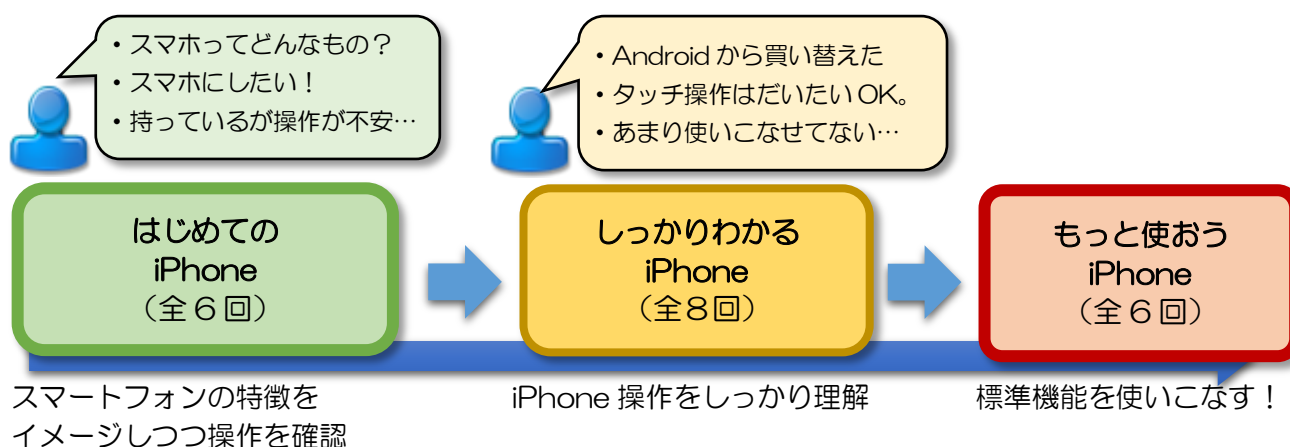 ・スマホってどんなもの？
・スマホにしたい！
・持っているが操作が不安…
・Android から買い替えた
・タッチ操作はだいたい OK。
・あまり使いこなせてない…
はじめての
iPhone
（全６回）
しっかりわかる
iPhone
（全８回）
もっと使おう
iPhone
（全６回）
スマートフォンの特徴を
イメージしつつ操作を確認
iPhone 操作をしっかり理解
標準機能を使いこなす！